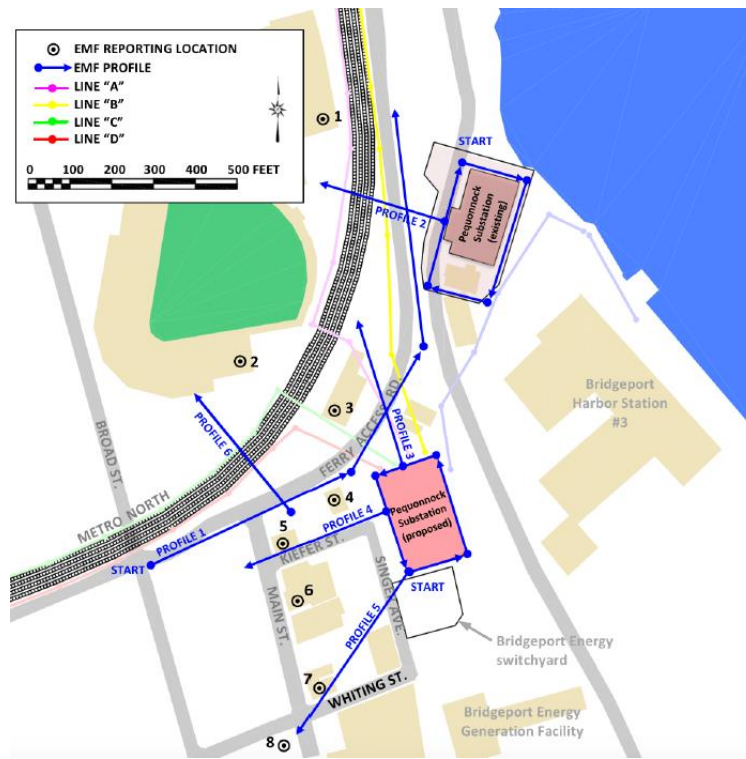 EMF REPORTING LOCATION
EMF PROFILE
LINE “A”
LINE “B”
LINE “C”
LINE “D”
0 100 200 300 400 500 FEET
1
START
PROFILE 2
Pequonnock
Substation
(existing)
2
3
Bridgeport
Harbor Station
#3
BROAD ST.
PROFILE 6
FERRY ACCESS RD.
PROFILE 3
METRO NORTH
4
PROFILE 4
Pequonnock
Substation
(proposed)
PROFILE 1
5
KIEFER ST.
START
START
6
MAIN ST.
SINGER AVE.
PROFILE 5
Bridgeport Energy
switchyard
7
WHITING ST.
Bridgeport Energy
Generation Facility
8